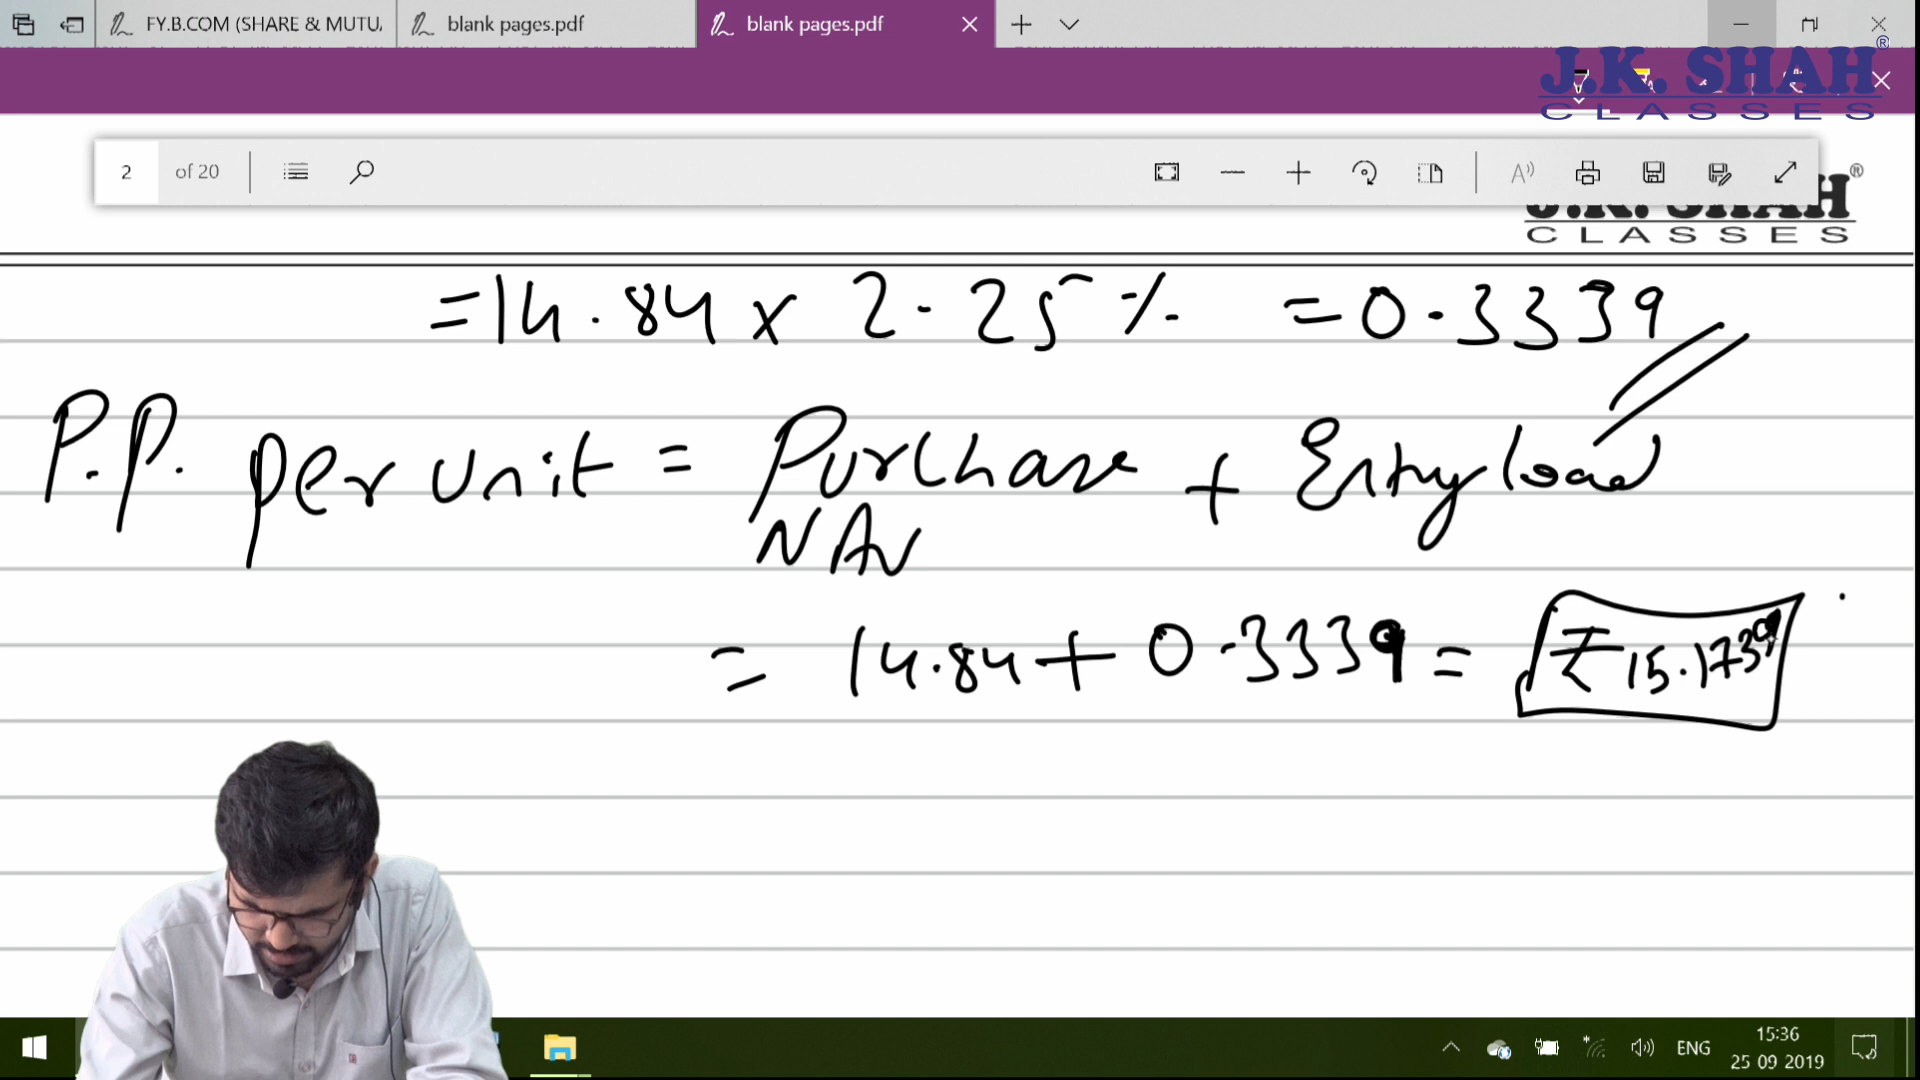 FY.B.COM (SHARE & MUTU
blank pages.pdf
blank pages.pdf
J.K. SHAH ®
CLASSES
2 of 20
J.K. SHAH ®
CLASSES
= 14.84 x 2.25 % = 0.3339
P.P. per unit = Purchase + Entry load
NAV
= 14.84 + 0.3339 = ₹ 15.1739
ENG
15:36
25 09 2019